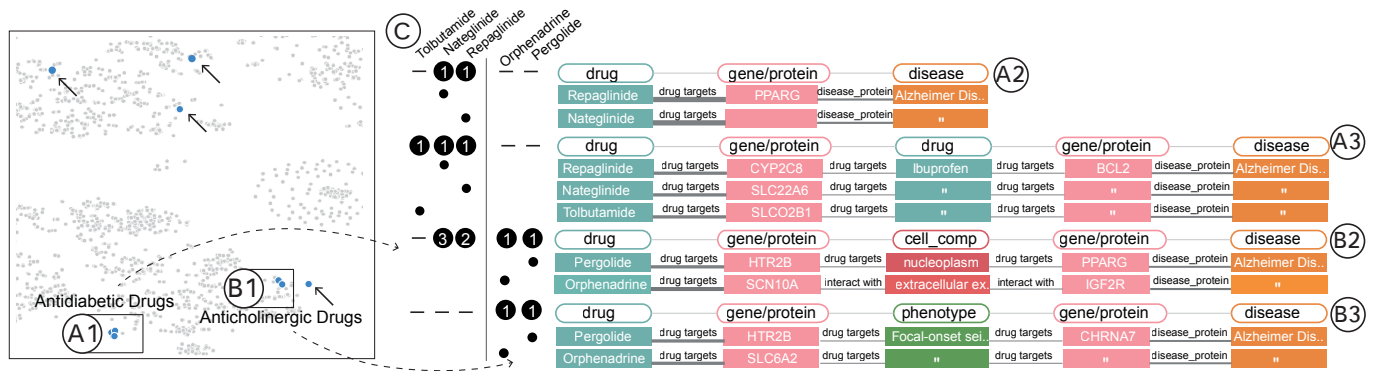 C
Tolbutamide
Nateglinide
Repaglinide
Orphenadrine
Pergolide
— 1 1 — — drug gene/protein disease A2
Repaglinide drug targets PPARG disease_protein Alzheimer Dis..
Nateglinide drug targets disease_protein "
1 1 1 — — drug gene/protein drug gene/protein disease A3
Repaglinide drug targets CYP2C8 drug targets Ibuprofen drug targets BCL2 disease_protein Alzheimer Dis..
Nateglinide drug targets SLC22A6 drug targets " drug targets " disease_protein "
Tolbutamide drug targets SLCO2B1 drug targets " drug targets " disease_protein "
— 3 2 1 1 drug gene/protein cell_comp gene/protein disease B2
Pergolide drug targets HTR2B drug targets nucleoplasm drug targets PPARG disease_protein Alzheimer Dis..
Orphenadrine drug targets SCN10A interact with extracellular ex. interact with IGF2R disease_protein "
— — — 1 1 drug gene/protein phenotype gene/protein disease B3
Pergolide drug targets HTR2B drug targets Focal-onset sei.. drug targets CHRNA7 disease_protein Alzheimer Dis..
Orphenadrine drug targets SLC6A2 drug targets " drug targets " disease_protein "
Antidiabetic Drugs
A1
B1
Anticholinergic Drugs